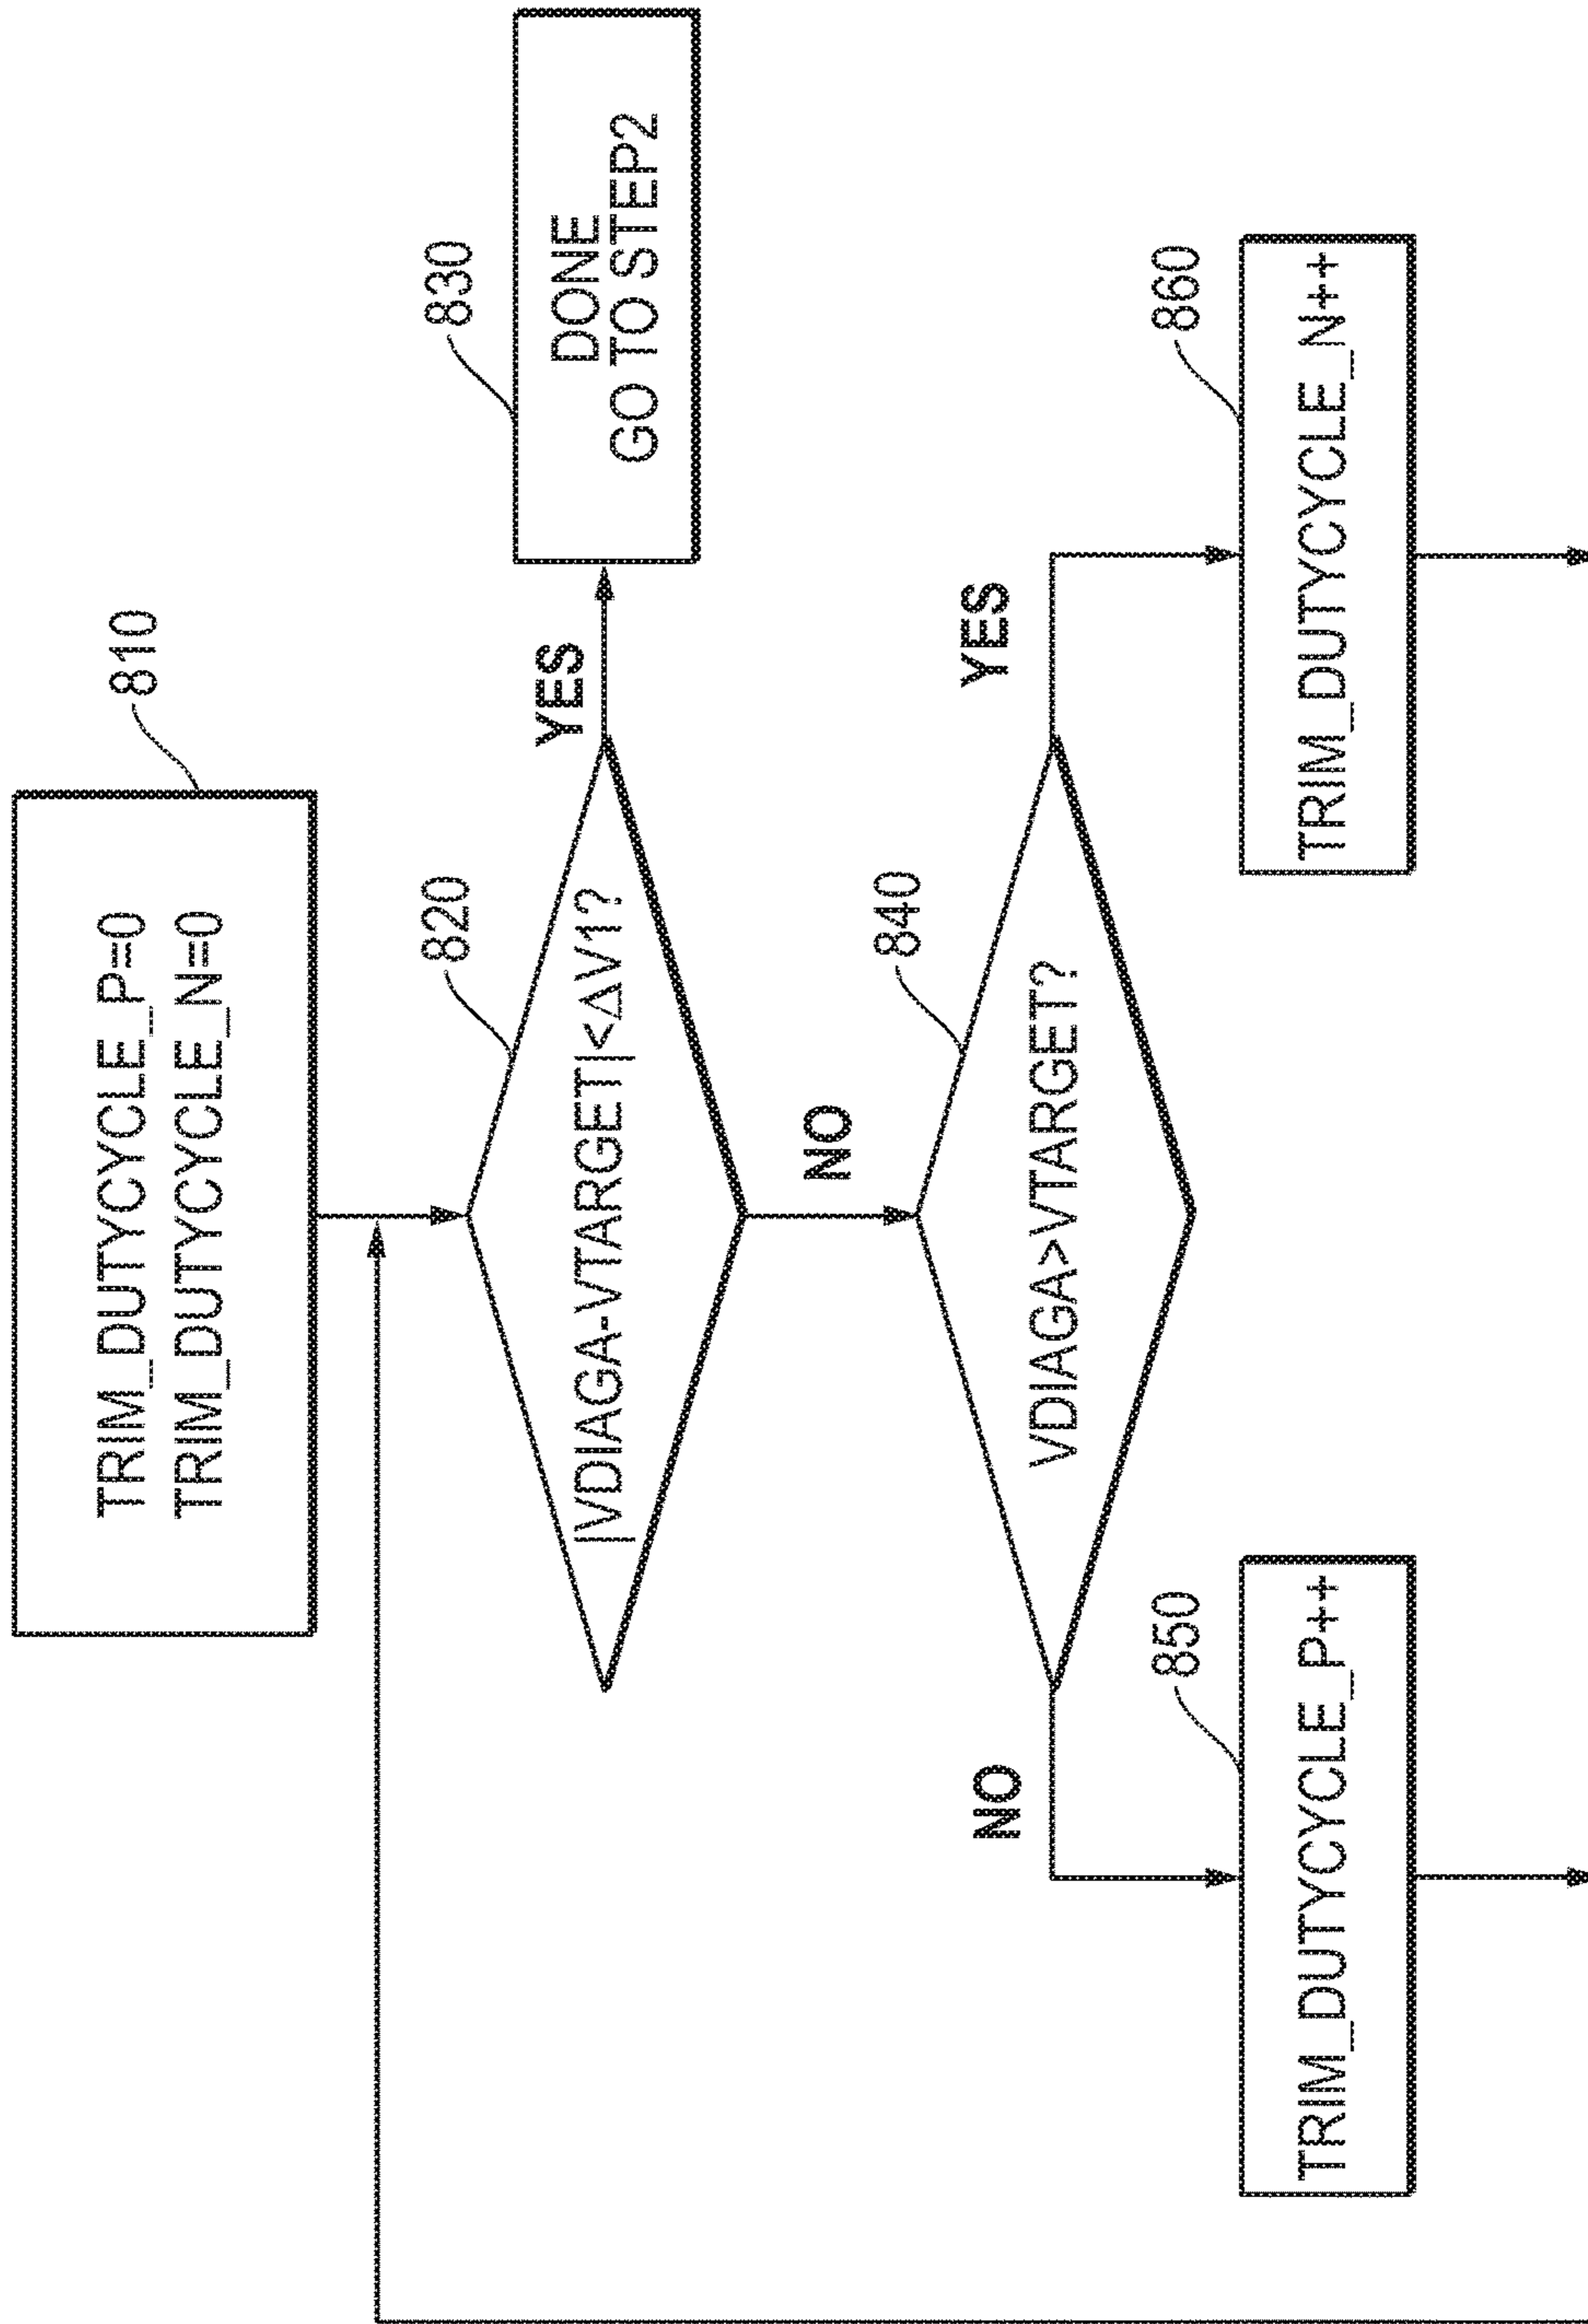 810
TRIM_DUTYCYCLE_P=0
TRIM_DUTYCYCLE_N=0
820
|VDIAGA-VTARGET|<ΔV1?
YES
830
DONE
GO TO STEP2
NO
840
VDIAGA>VTARGET?
NO
YES
850
TRIM_DUTYCYCLE_P++
860
TRIM_DUTYCYCLE_N++